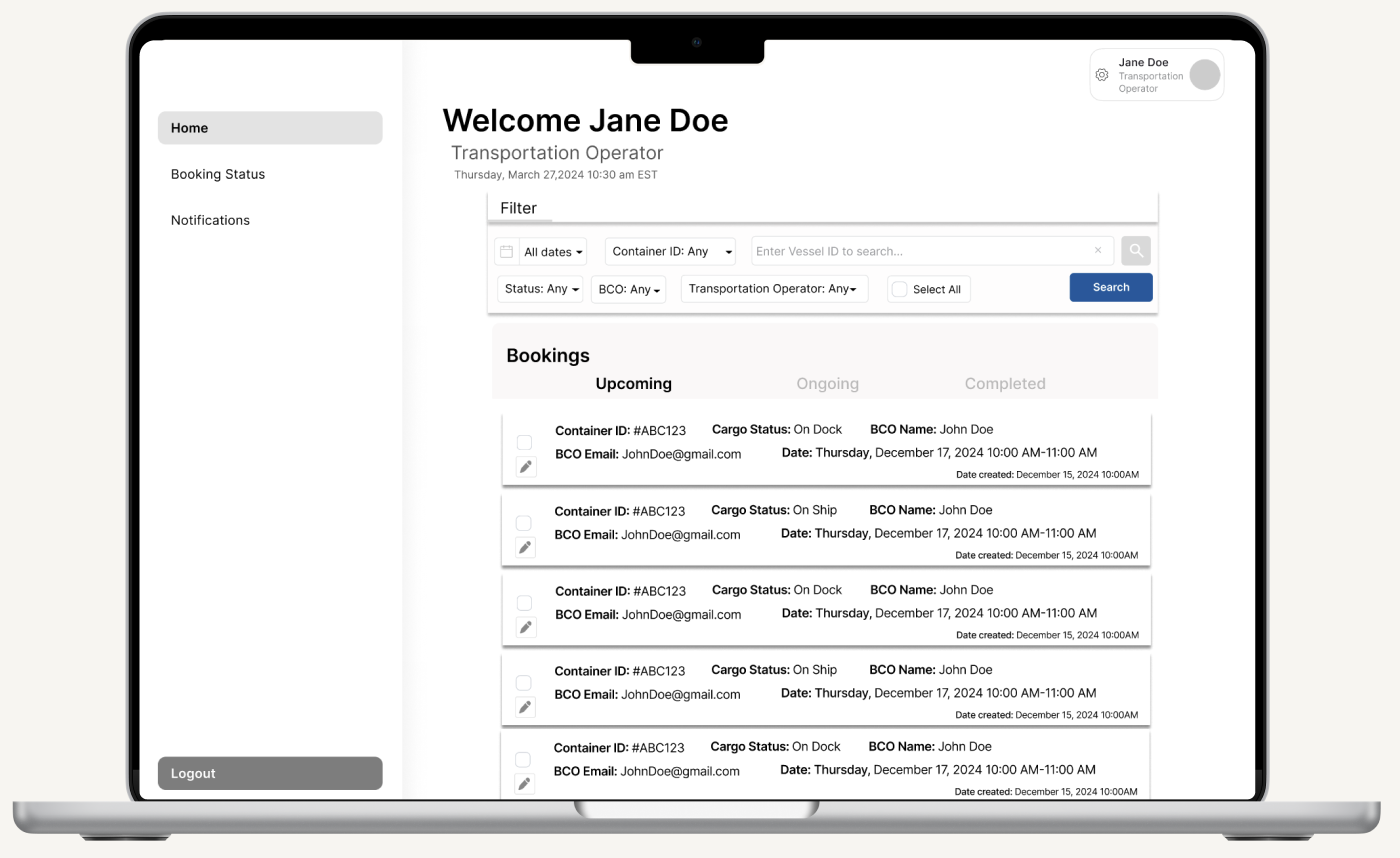 Jane Doe
Transportation
Operator
Home
Booking Status
Notifications
Logout
Welcome Jane Doe
Transportation Operator
Thursday, March 27,2024 10:30 am EST
Filter
All dates
Container ID: Any
Enter Vessel ID to search...
Status: Any
BCO: Any
Transportation Operator: Any
Select All
Search
Bookings
Upcoming Ongoing Completed
Container ID: #ABC123 Cargo Status: On Dock BCO Name: John Doe
BCO Email: JohnDoe@gmail.com Date: Thursday, December 17, 2024 10:00 AM-11:00 AM
Date created: December 15, 2024 10:00AM
Container ID: #ABC123 Cargo Status: On Ship BCO Name: John Doe
BCO Email: JohnDoe@gmail.com Date: Thursday, December 17, 2024 10:00 AM-11:00 AM
Date created: December 15, 2024 10:00AM
Container ID: #ABC123 Cargo Status: On Dock BCO Name: John Doe
BCO Email: JohnDoe@gmail.com Date: Thursday, December 17, 2024 10:00 AM-11:00 AM
Date created: December 15, 2024 10:00AM
Container ID: #ABC123 Cargo Status: On Ship BCO Name: John Doe
BCO Email: JohnDoe@gmail.com Date: Thursday, December 17, 2024 10:00 AM-11:00 AM
Date created: December 15, 2024 10:00AM
Container ID: #ABC123 Cargo Status: On Dock BCO Name: John Doe
BCO Email: JohnDoe@gmail.com Date: Thursday, December 17, 2024 10:00 AM-11:00 AM
Date created: December 15, 2024 10:00AM